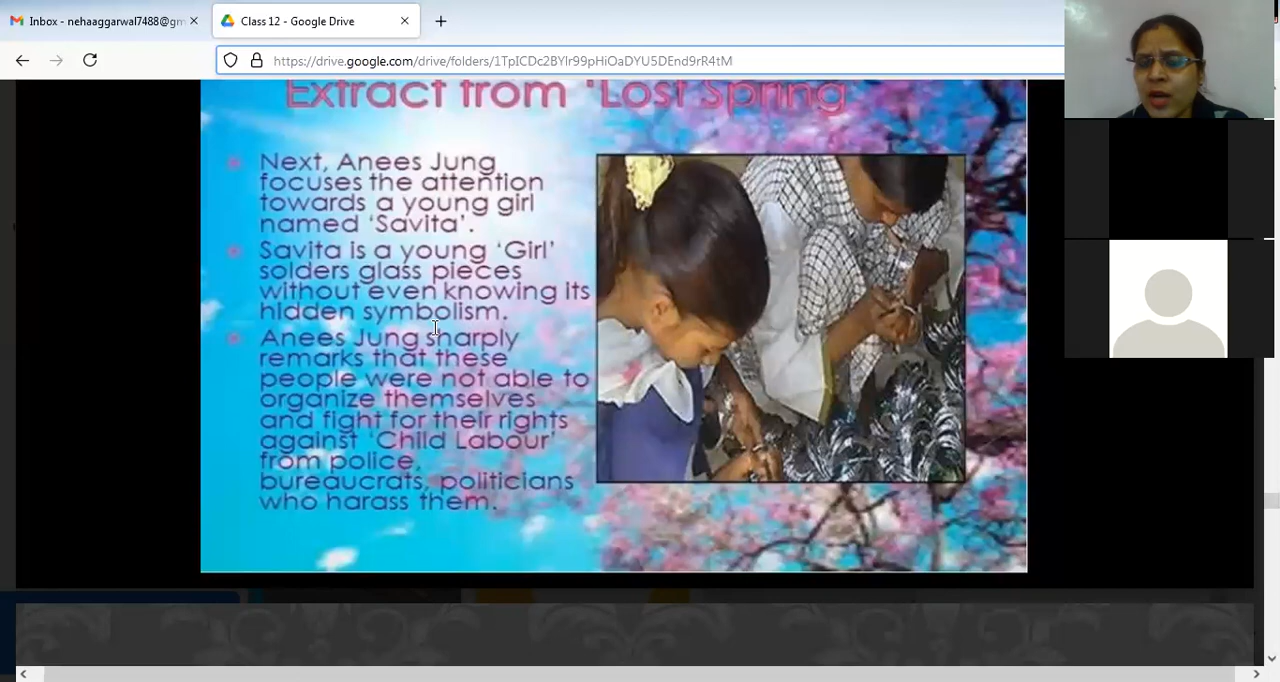 Inbox - nehaaggarwal7488@gm
Class 12 - Google Drive
https://drive.google.com/drive/folders/1TpICDc2BYlr99pHiOaDYU5DEnd9rR4tM
Extract from 'Lost Spring
Next, Anees Jung
focuses the attention
towards a young girl
named 'Savita'.
Savita is a young 'Girl'
solders glass pieces
without even knowing its
hidden symbolism.
Anees Jung sharply
remarks that these
people were not able to
organize themselves
and fight for their rights
against 'Child Labour'
from police,
bureaucrats, politicians
who harass them.